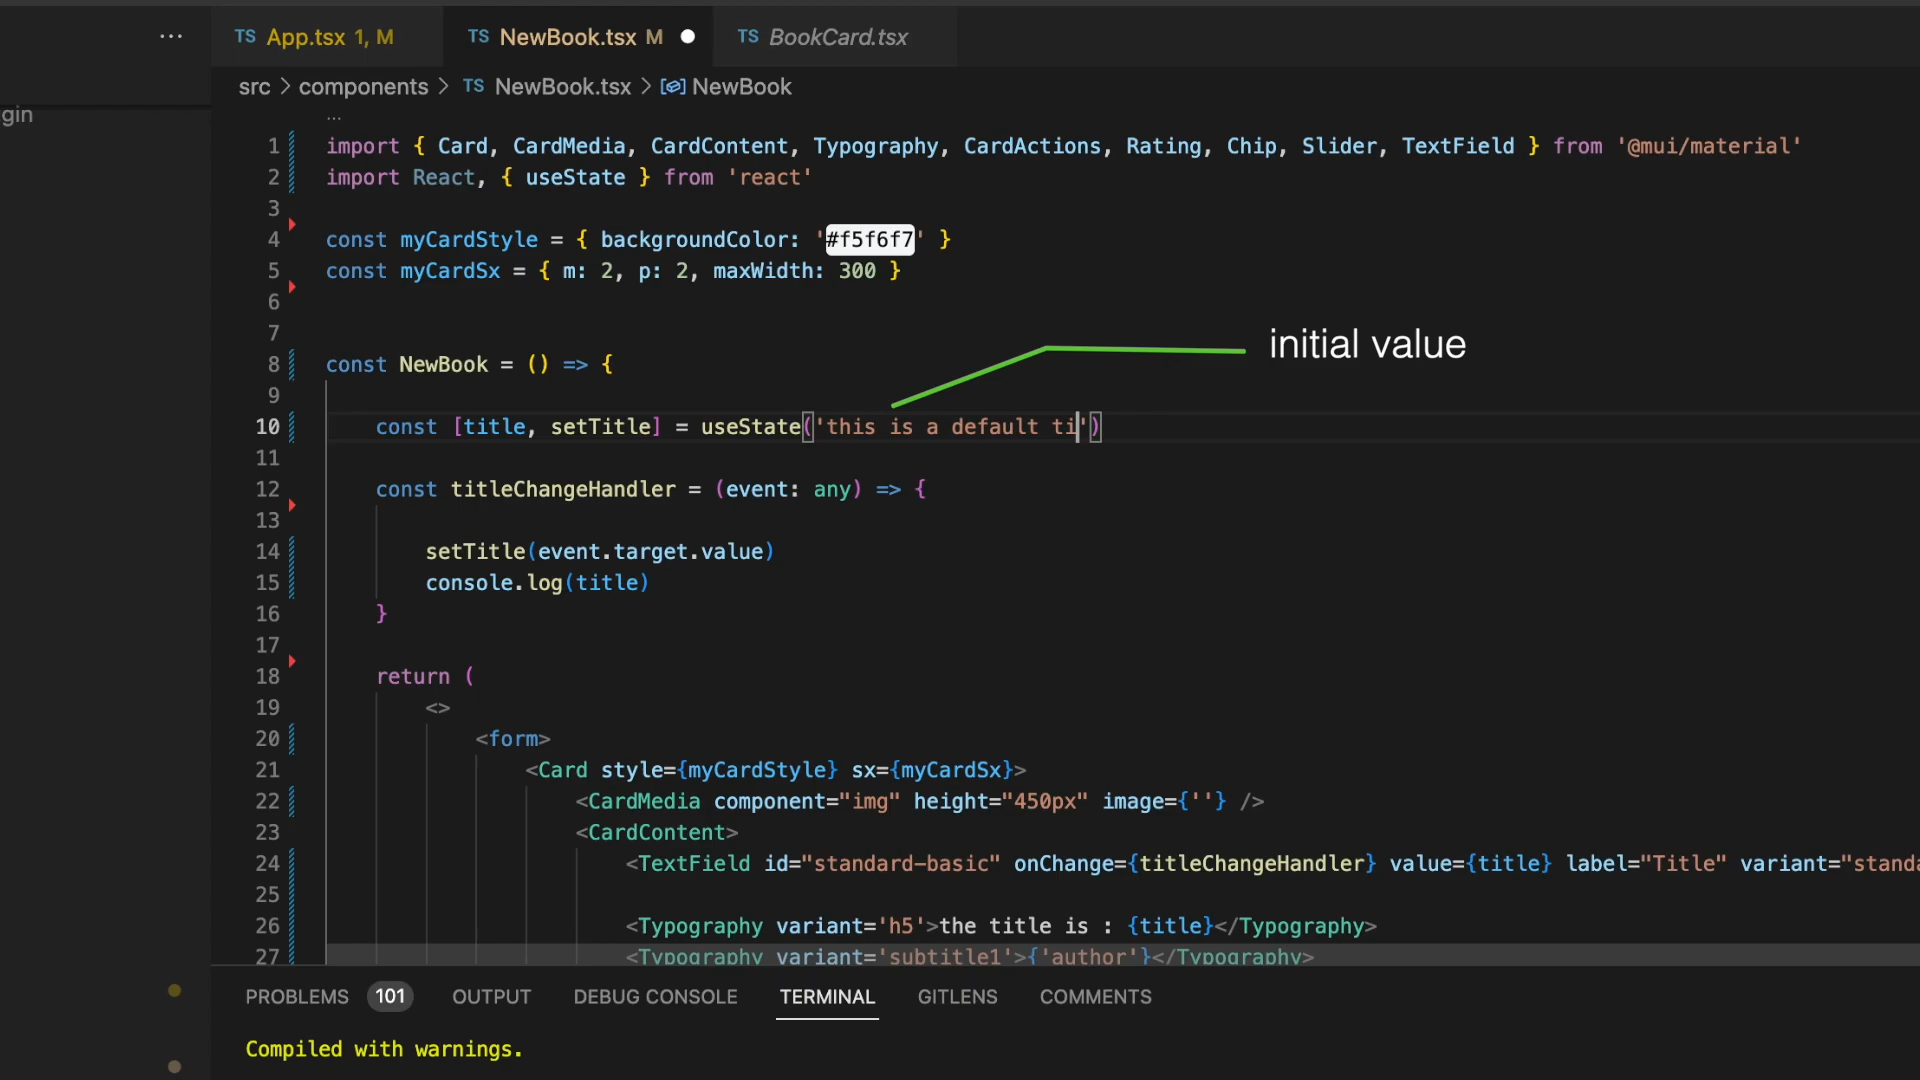 ... TS App.tsx 1, M TS NewBook.tsx M TS BookCard.tsx
src > components > TS NewBook.tsx > NewBook
gin
...
1 import { Card, CardMedia, CardContent, Typography, CardActions, Rating, Chip, Slider, TextField } from '@mui/material'
2 import React, { useState } from 'react'
3
4 const myCardStyle = { backgroundColor: '#f5f6f7' }
5 const myCardSx = { m: 2, p: 2, maxWidth: 300 }
6
7
initial value
8 const NewBook = () => {
9
10 const [title, setTitle] = useState('this is a default ti')
11
12 const titleChangeHandler = (event: any) => {
13
14 setTitle(event.target.value)
15 console.log(title)
16 }
17
18 return (
19 <>
20 <form>
21 <Card style={myCardStyle} sx={myCardSx}>
22 <CardMedia component="img" height="450px" image={''} />
23 <CardContent>
24 <TextField id="standard-basic" onChange={titleChangeHandler} value={title} label="Title" variant="standa
25
26 <Typography variant='h5'>the title is : {title}</Typography>
27 <Typography variant='subtitle1'>{'author'}</Typography>
PROBLEMS 101 OUTPUT DEBUG CONSOLE TERMINAL GITLENS COMMENTS
Compiled with warnings.